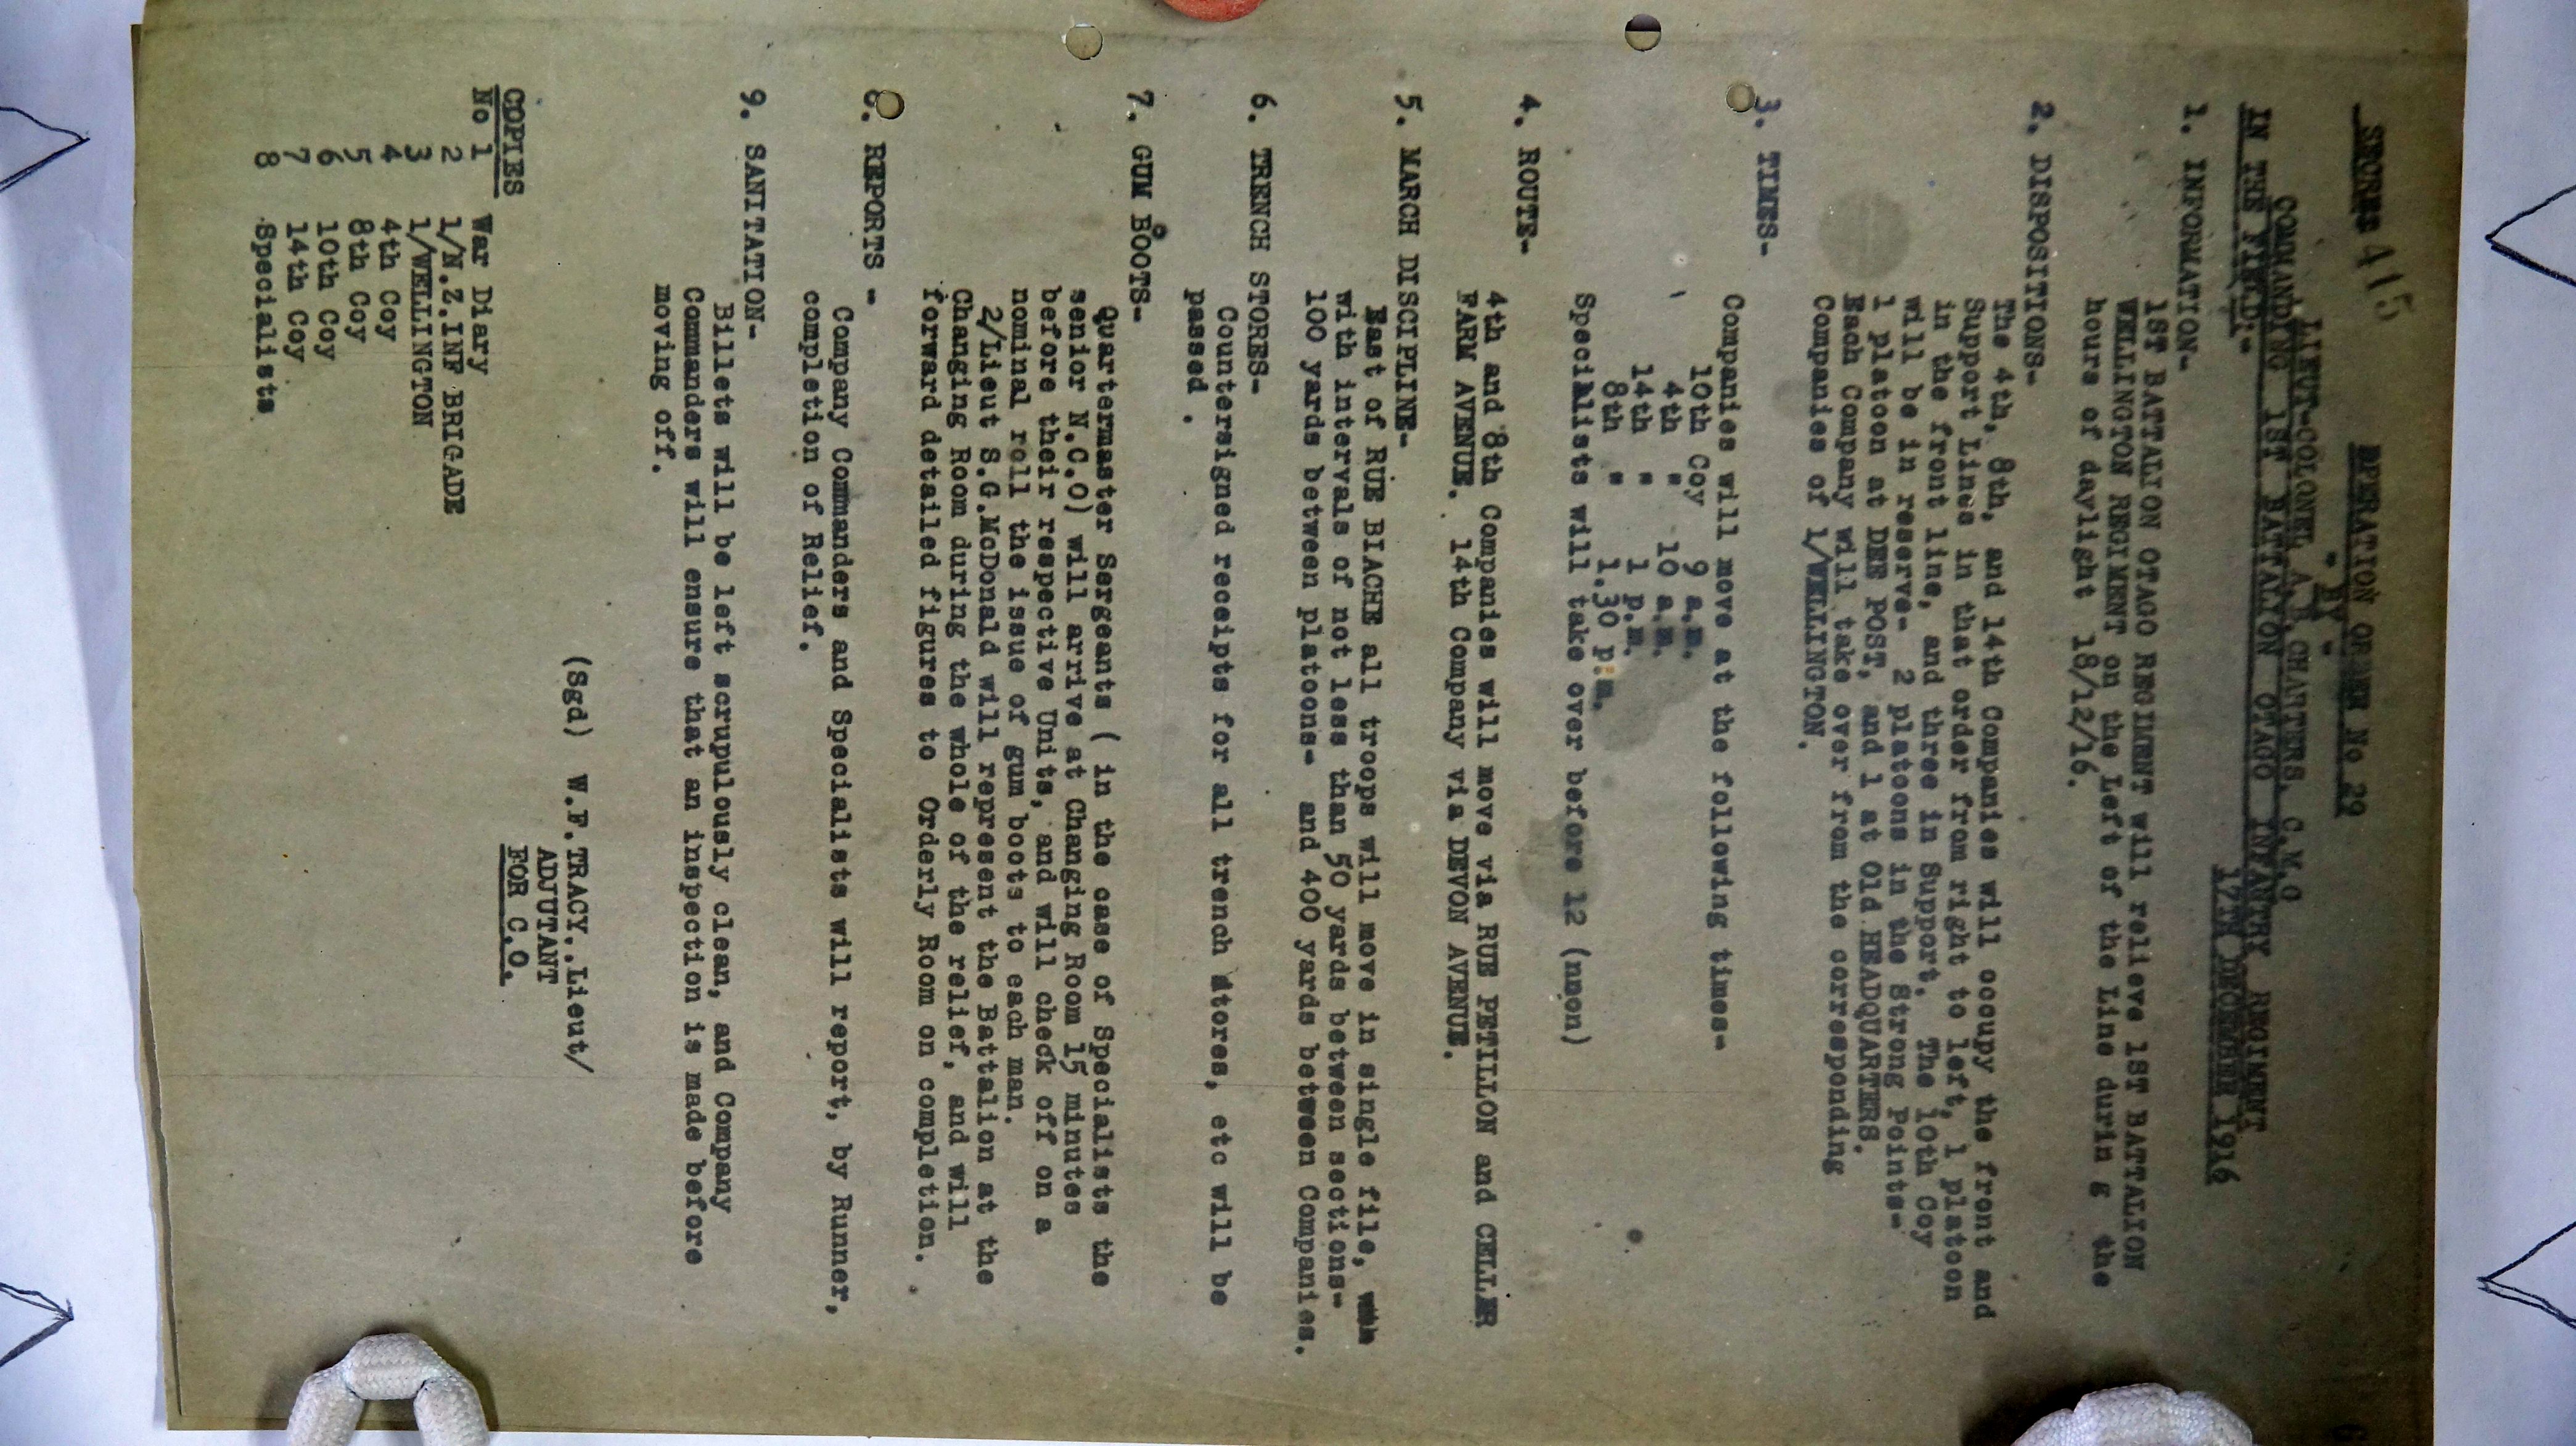 SECRET 415 OPERATION ORDER No 29
- BY -
LIEUT-COLONEL A.B. CHARTERS, C.M.G
COMMANDING 1ST BATTALION OTAGO INFANTRY REGIMENT
IN THE FIELD:- 17TH DECEMBER 1916
1. INFORMATION-
1ST BATTALION OTAGO REGIMENT will relieve 1ST BATTALION
WELLINGTON REGIMENT on the Left of the Line durin g the
hours of daylight 18/12/16.
2. DISPOSITIONS-
The 4th, 8th, and 14th Companies will occupy the front and
Support Lines in that order from right to left, 1 platoon
in the front line, and three in Support. The 10th Coy
will be in reserve- 2 platoons in the Strong Points-
1 platoon at DEE POST, and 1 at Old HEADQUARTERS.
Each Company will take over from the corresponding
Companies of 1/WELLINGTON.
3. TIMES-
Companies will move at the following times-
10th Coy 9 a.m.
4th " 10 a.m.
14th " 1 p.m.
8th " 1.30 p.m.
Specialists will take over before 12 (nnon)
4. ROUTE-
4th and 8th Companies will move via RUE PETILLON and CELLAR
FARM AVENUE. 14th Company via DEVON AVENUE.
5. MARCH DISCIPLINE-
East of RUE BIACHE all troops will move in single file,
with intervals of not less than 50 yards between sections-
100 yards between platoons- and 400 yards between Companies.
6. TRENCH STORES-
Countersigned receipts for all trench stores, etc will be
passed .
7. GUM BOOTS-
Quartermaster Sergeants ( in the case of Specialists the
senior N.C.O) will arrive at Changing Room 15 minutes
before their respective Units, and will check off on a
nominal roll the issue of gum boots to each man.
2/Lieut S.G.McDonald will represent the Battalion at the
Changing Room during the whole of the relief, and will
forward detailed figures to Orderly Room on completion.
8. REPORTS -
Company Commanders and Specialists will report, by Runner,
completion of Relief.
9. SANITATION-
Billets will be left scrupulously clean, and Company
Commanders will ensure that an inspection is made before
moving off.
(Sgd) W.F.TRACY..Lieut/
ADJUTANT
FOR C.O.
COPIES
No 1 War Diary
2 1/N.Z.INF BRIGADE
3 1/WELLINGTON
4 4th Coy
5 8th Coy
6 10th Coy
7 14th Coy
8 Specialists